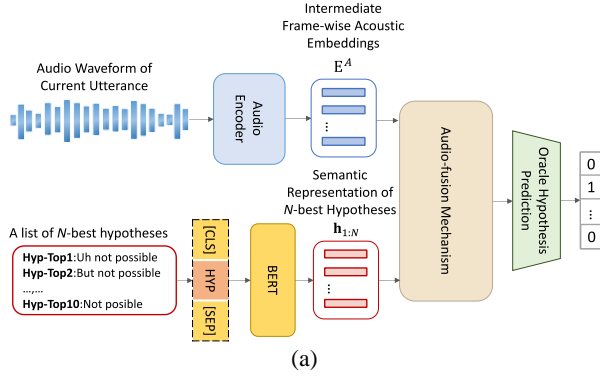 Intermediate
Frame-wise Acoustic
Embeddings
E^A
Audio Waveform of
Current Utterance
Audio
Encoder
...
Audio-fusion Mechanism
Oracle Hypothesis
Prediction
0
1
...
0
Semantic
Representation of
N-best Hypotheses
h_{1:N}
A list of N-best hypotheses
Hyp-Top1:Uh not possible
Hyp-Top2:But not possible
...,...
Hyp-Top10:Not posible
[CLS]
HYP
[SEP]
BERT
...
(a)